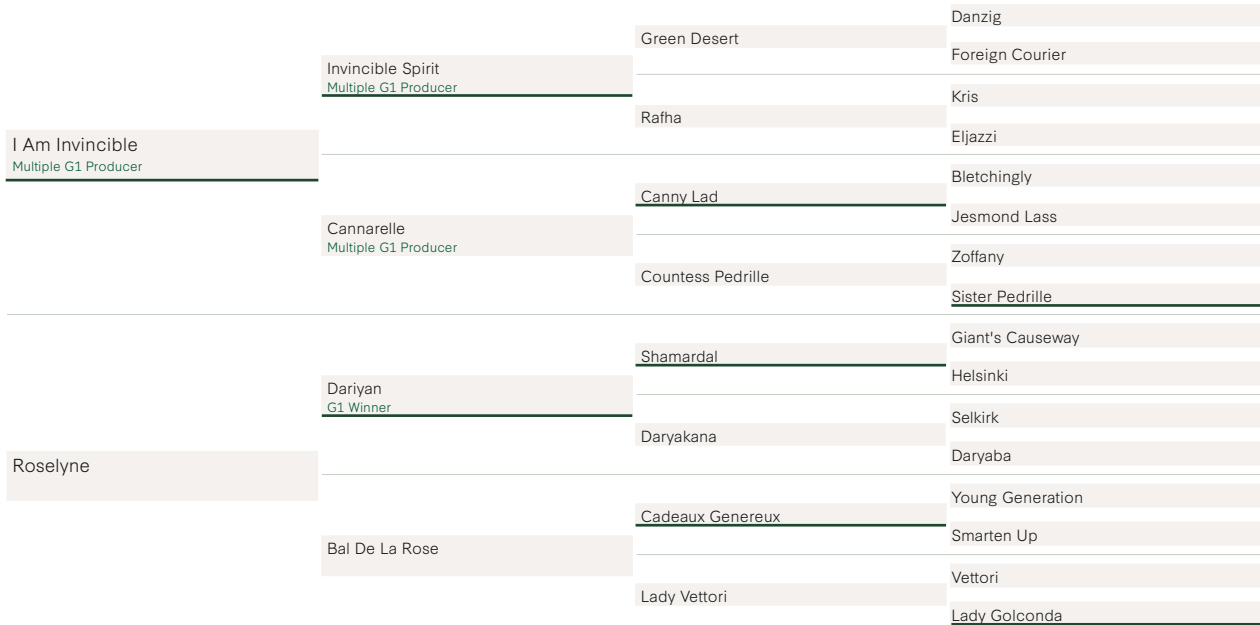 I Am Invincible
Multiple G1 Producer
Roselyne
Invincible Spirit
Multiple G1 Producer
Cannarelle
Multiple G1 Producer
Dariyan
G1 Winner
Bal De La Rose
Green Desert
Rafha
Canny Lad
Countess Pedrille
Shamardal
Daryakana
Cadeaux Genereux
Lady Vettori
Danzig
Foreign Courier
Kris
Eljazzi
Bletchingly
Jesmond Lass
Zoffany
Sister Pedrille
Giant's Causeway
Helsinki
Selkirk
Daryaba
Young Generation
Smarten Up
Vettori
Lady Golconda